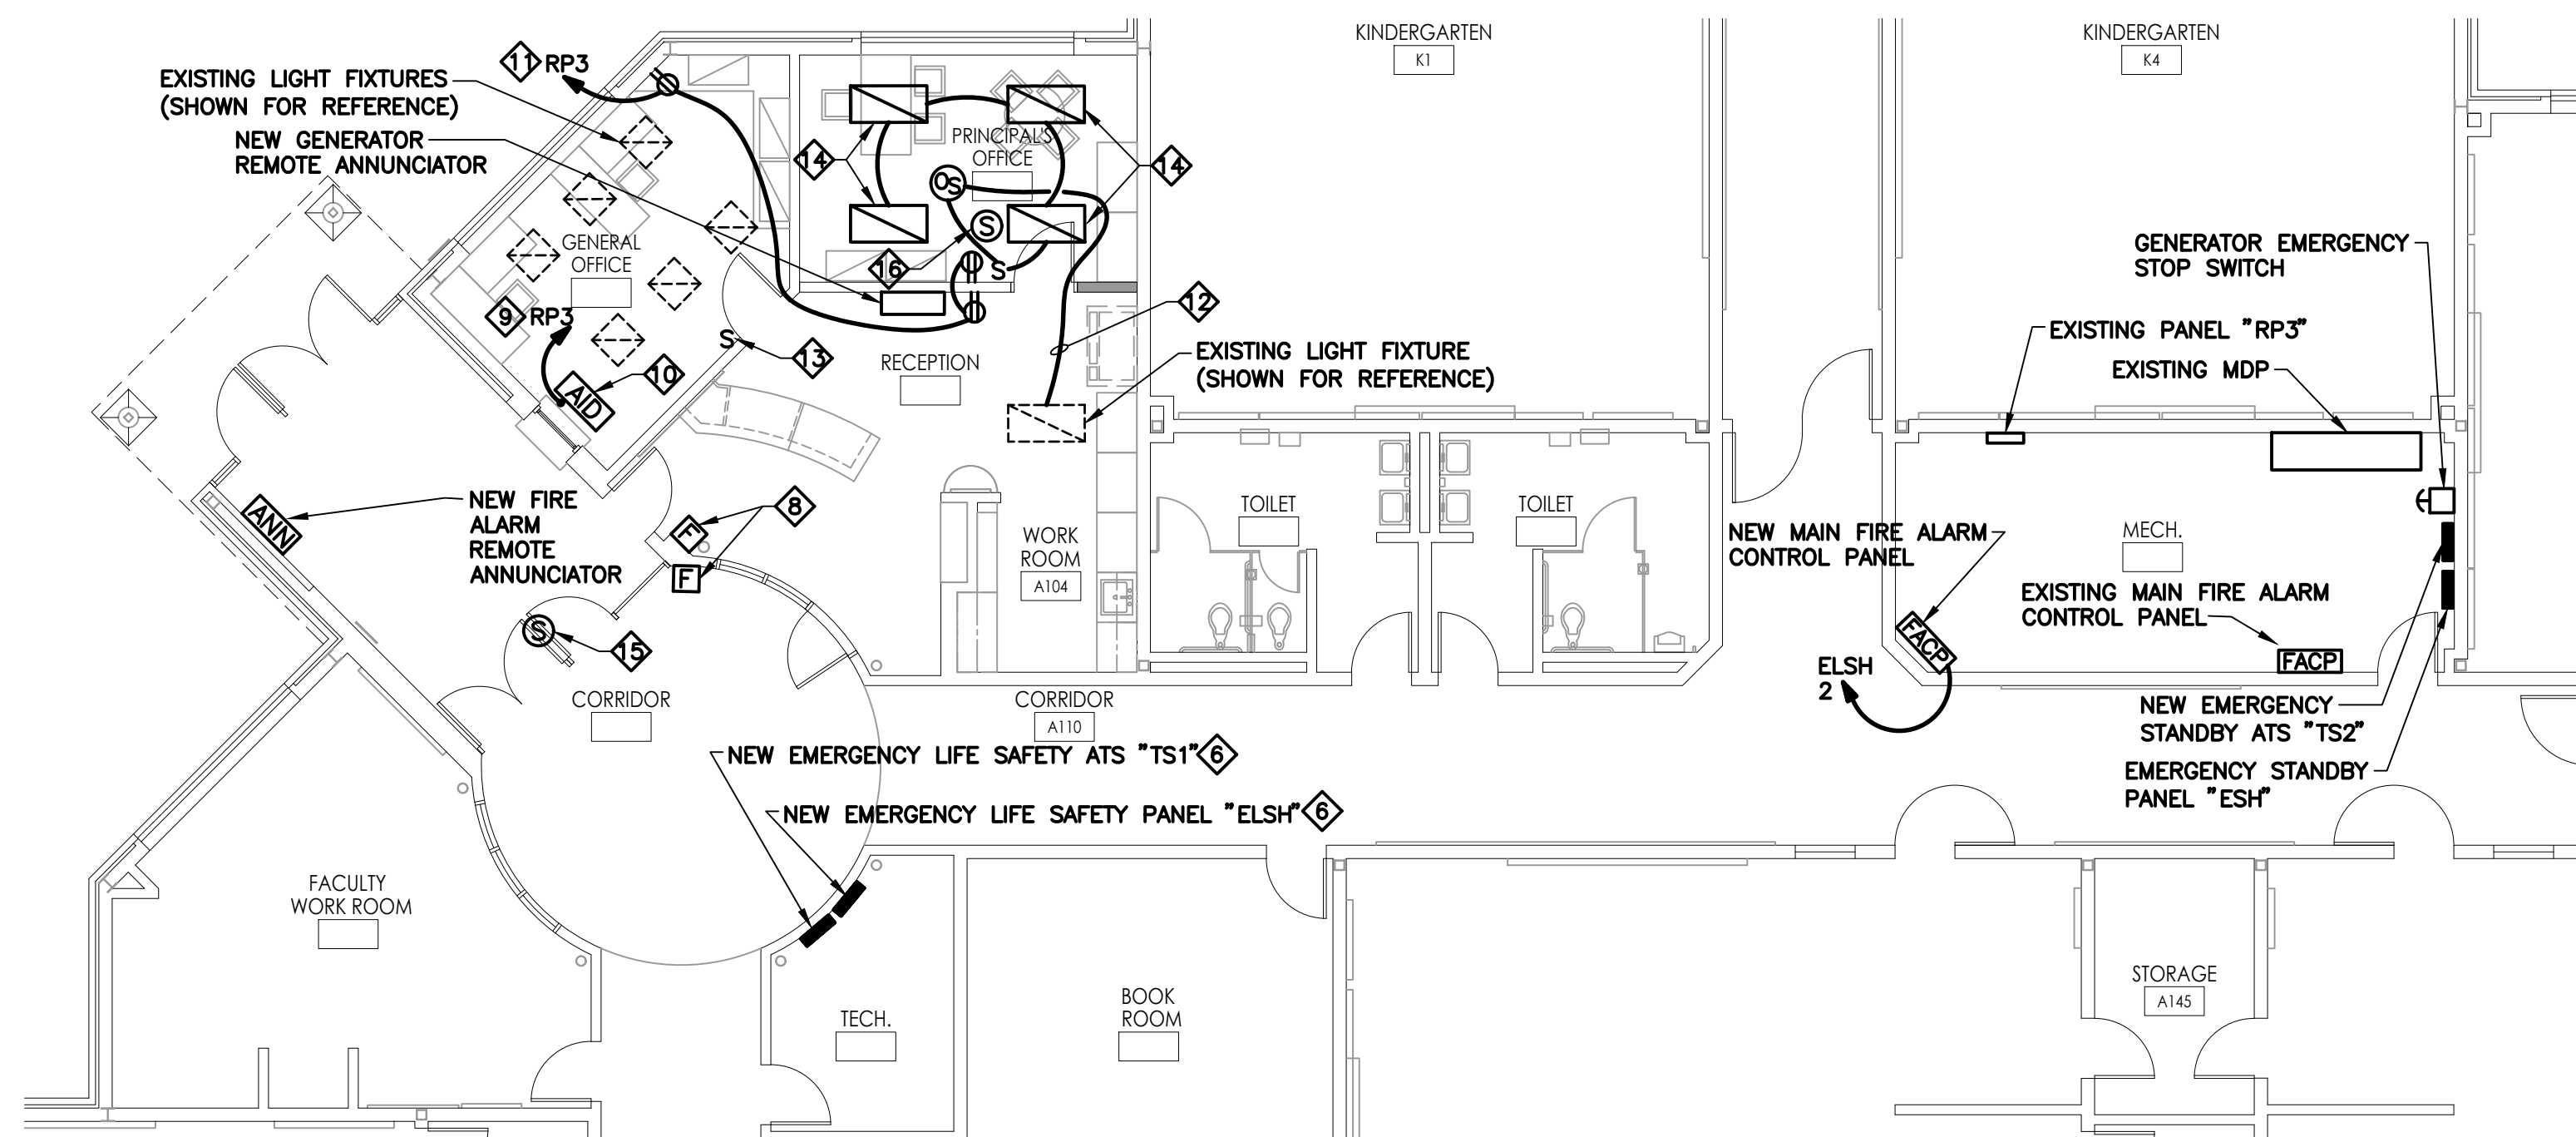 KINDERGARTEN
K1
KINDERGARTEN
K4
11 RP3
EXISTING LIGHT FIXTURES
(SHOWN FOR REFERENCE)
NEW GENERATOR
REMOTE ANNUNCIATOR
14
PRINCIPAL'S
OFFICE
14
OS
S
16
S
GENERAL
OFFICE
9 RP3
S
13
10
AID
12
RECEPTION
EXISTING LIGHT FIXTURE
(SHOWN FOR REFERENCE)
GENERATOR EMERGENCY
STOP SWITCH
EXISTING PANEL "RP3"
EXISTING MDP
ANN
NEW FIRE
ALARM
REMOTE
ANNUNCIATOR
F
F
8
S
15
WORK
ROOM
A104
TOILET
TOILET
NEW MAIN FIRE ALARM
CONTROL PANEL
MECH.
EXISTING MAIN FIRE ALARM
CONTROL PANEL
FACP
FACP
ELSH
2
CORRIDOR
CORRIDOR
A110
NEW EMERGENCY
STANDBY ATS "TS2"
EMERGENCY STANDBY
PANEL "ESH"
NEW EMERGENCY LIFE SAFETY ATS "TS1" 6
NEW EMERGENCY LIFE SAFETY PANEL "ELSH" 6
FACULTY
WORK ROOM
TECH.
BOOK
ROOM
STORAGE
A145